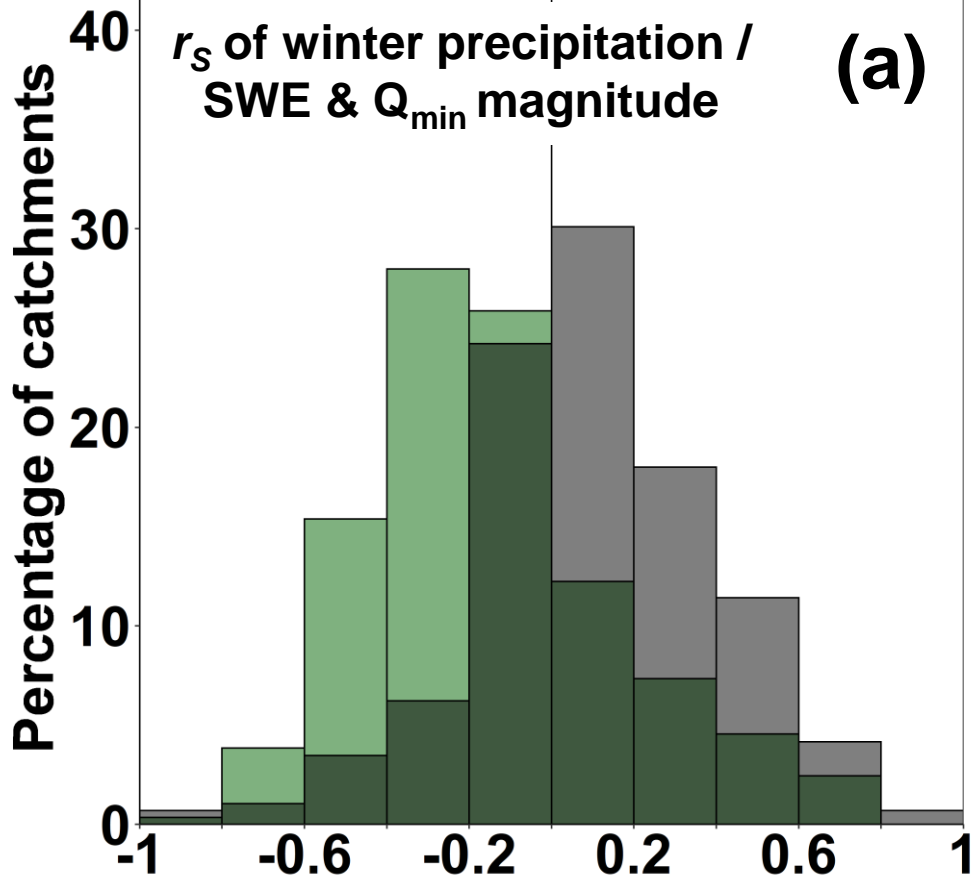 r_S of winter precipitation /
SWE & Q_min magnitude
(a)
Percentage of catchments
40
30
20
10
0
-1 -0.6 -0.2 0.2 0.6 1